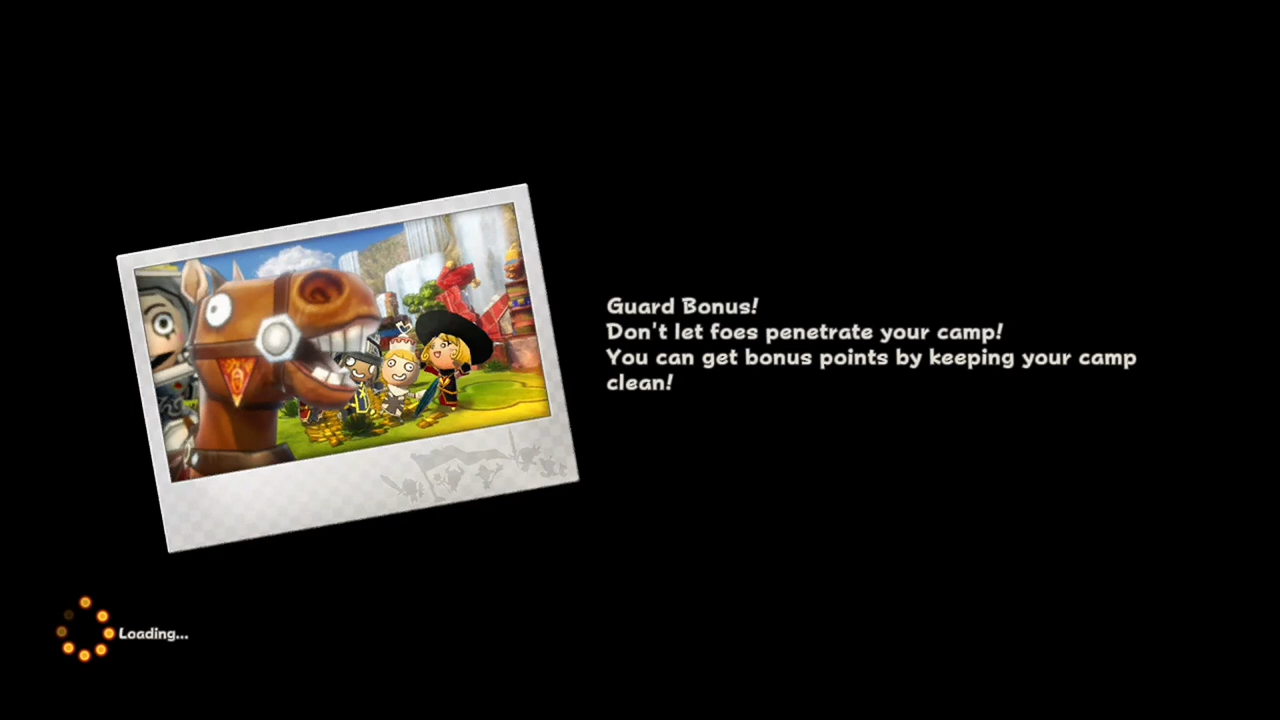 Guard Bonus!
Don't let foes penetrate your camp!
You can get bonus points by keeping your camp
clean!
Loading...